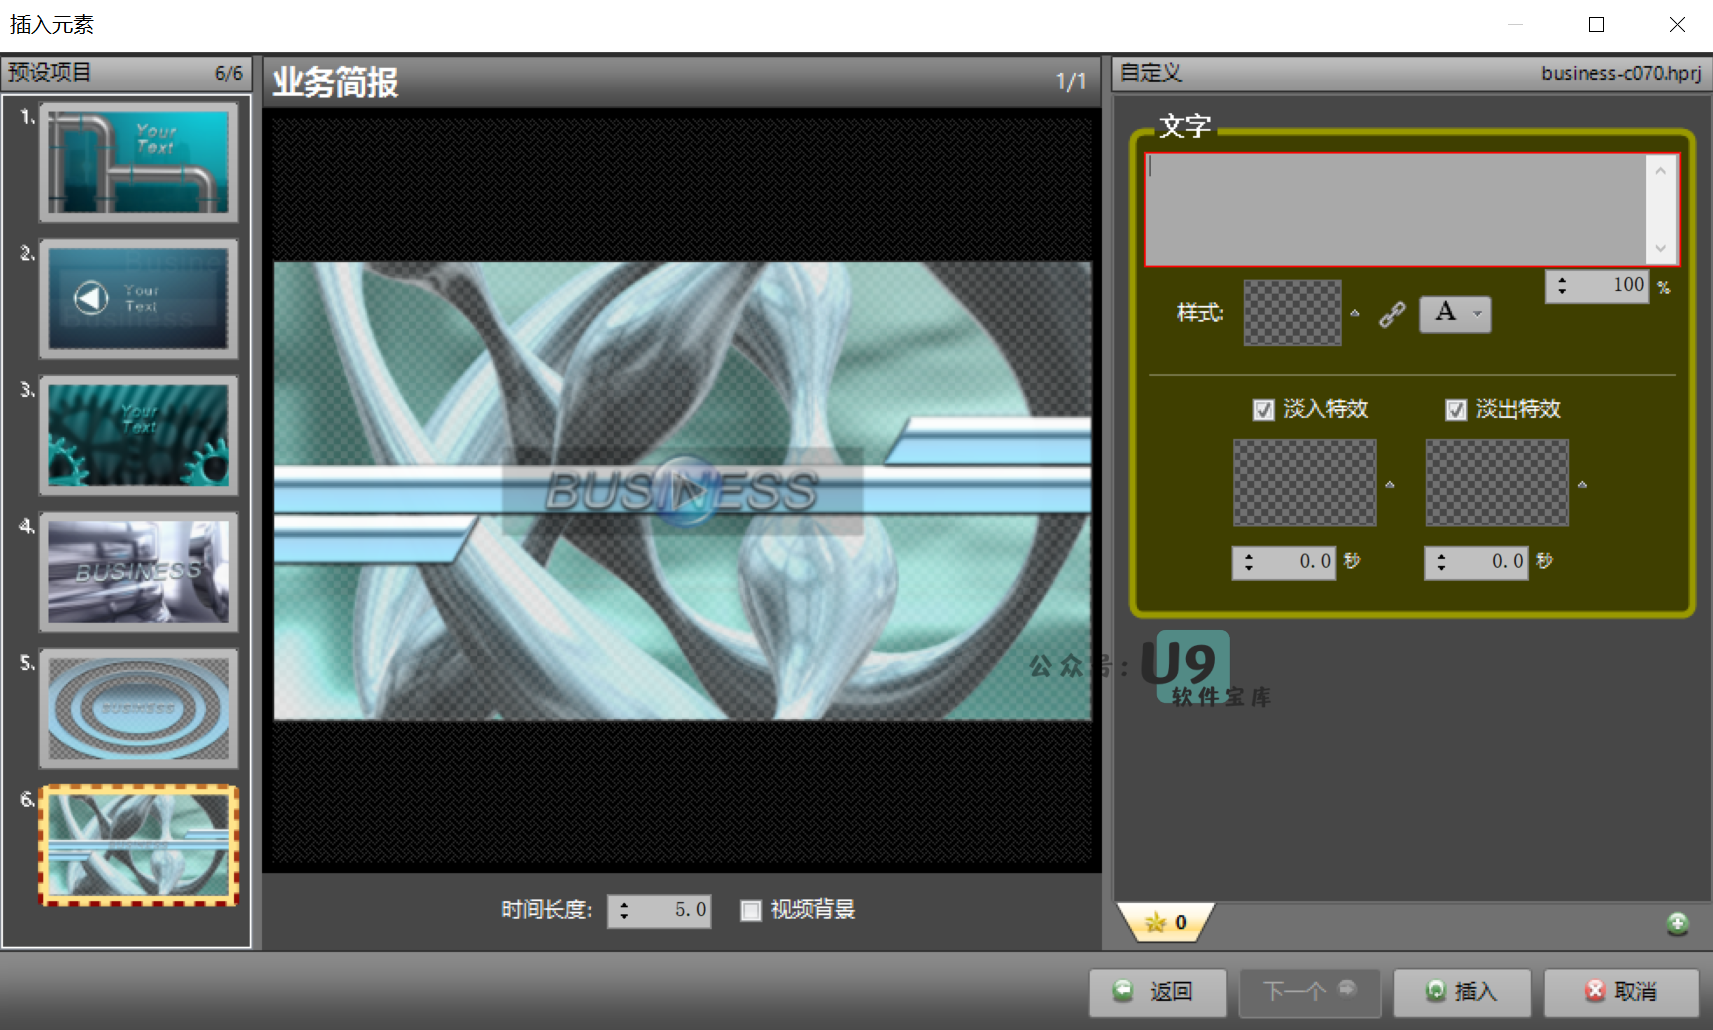 插入元素
预设项目 6/6
业务简报 1/1
自定义 business-c070.hprj
1.
Your
Text
2.
Business
Your
Text
Business
3.
Your
Text
4.
BUSINESS
5.
BUSINESS
6.
BUSINESS
BUSINESS
文字
100 %
样式:
A
淡入特效 淡出特效
0.0 秒 0.0 秒
公众号: U9
软件宝库
时间长度: 5.0 视频背景
0
返回 下一个 插入 取消